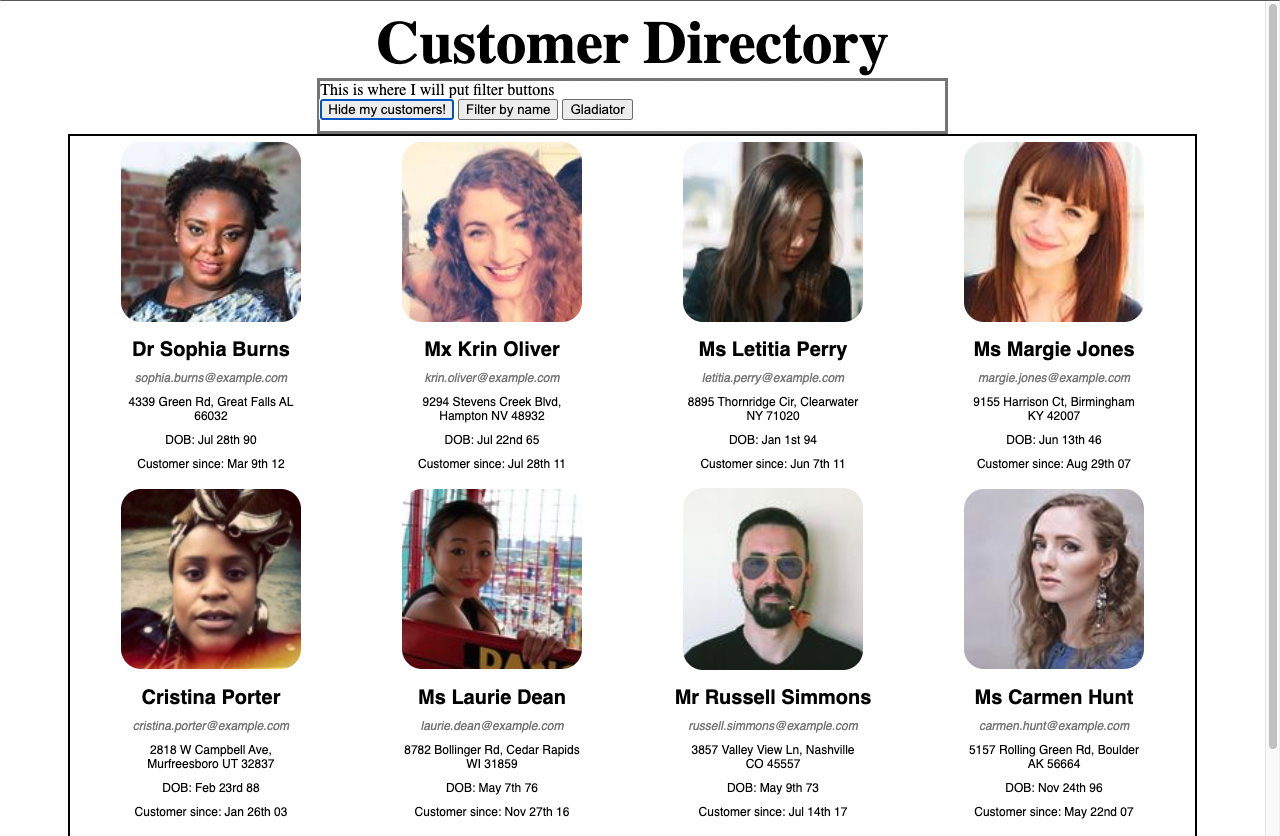 Customer Directory
This is where I will put filter buttons
Hide my customers! Filter by name Gladiator
Dr Sophia Burns
sophia.burns@example.com
4339 Green Rd, Great Falls AL
66032
DOB: Jul 28th 90
Customer since: Mar 9th 12
Mx Krin Oliver
krin.oliver@example.com
9294 Stevens Creek Blvd,
Hampton NV 48932
DOB: Jul 22nd 65
Customer since: Jul 28th 11
Ms Letitia Perry
letitia.perry@example.com
8895 Thornridge Cir, Clearwater
NY 71020
DOB: Jan 1st 94
Customer since: Jun 7th 11
Ms Margie Jones
margie.jones@example.com
9155 Harrison Ct, Birmingham
KY 42007
DOB: Jun 13th 46
Customer since: Aug 29th 07
Cristina Porter
cristina.porter@example.com
2818 W Campbell Ave,
Murfreesboro UT 32837
DOB: Feb 23rd 88
Customer since: Jan 26th 03
Ms Laurie Dean
laurie.dean@example.com
8782 Bollinger Rd, Cedar Rapids
WI 31859
DOB: May 7th 76
Customer since: Nov 27th 16
Mr Russell Simmons
russell.simmons@example.com
3857 Valley View Ln, Nashville
CO 45557
DOB: May 9th 73
Customer since: Jul 14th 17
Ms Carmen Hunt
carmen.hunt@example.com
5157 Rolling Green Rd, Boulder
AK 56664
DOB: Nov 24th 96
Customer since: May 22nd 07